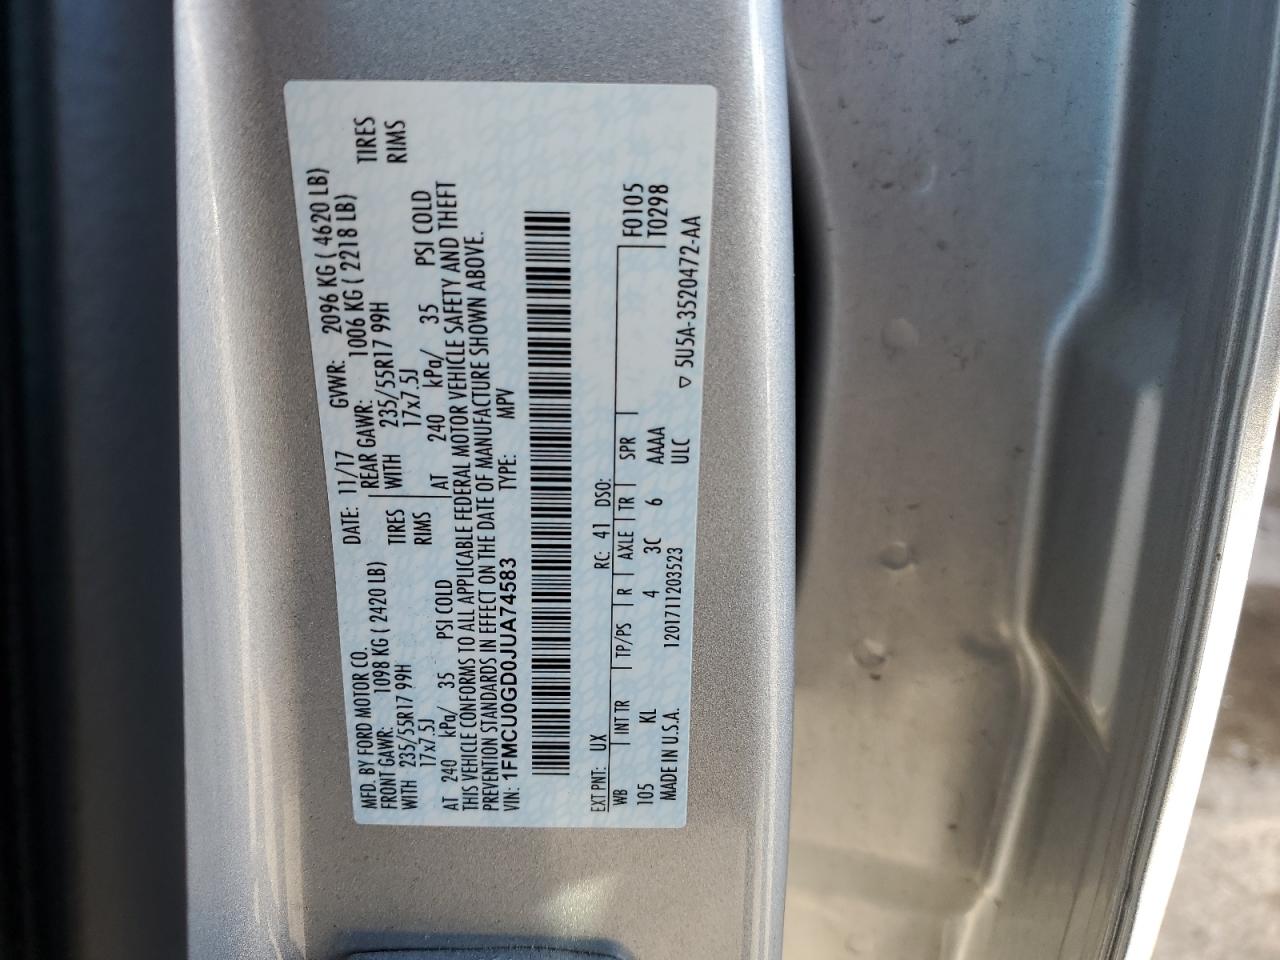 MFD. BY FORD MOTOR CO. DATE: 11/17 GVWR: 2096 KG ( 4620 LB)
FRONT GAWR: 1098 KG ( 2420 LB) REAR GAWR: 1006 KG ( 2218 LB)
WITH 235/55R17 99H TIRES WITH 235/55R17 99H TIRES
17x7.5J RIMS 17x7.5J RIMS
AT 240 kPa/ 35 PSI COLD AT 240 kPa/ 35 PSI COLD
THIS VEHICLE CONFORMS TO ALL APPLICABLE FEDERAL MOTOR VEHICLE SAFETY AND THEFT
PREVENTION STANDARDS IN EFFECT ON THE DATE OF MANUFACTURE SHOWN ABOVE.
VIN: 1FMCU0GD0JUA74583 TYPE: MPV
EXT PNT: UX RC: 41 DSO:
WB INT TR TP/PS R AXLE TR SPR F0105
105 KL 4 3C 6 AAAA T0298
MADE IN U.S.A. 12017111203523 ULC ▽ 5U5A-3520472-AA